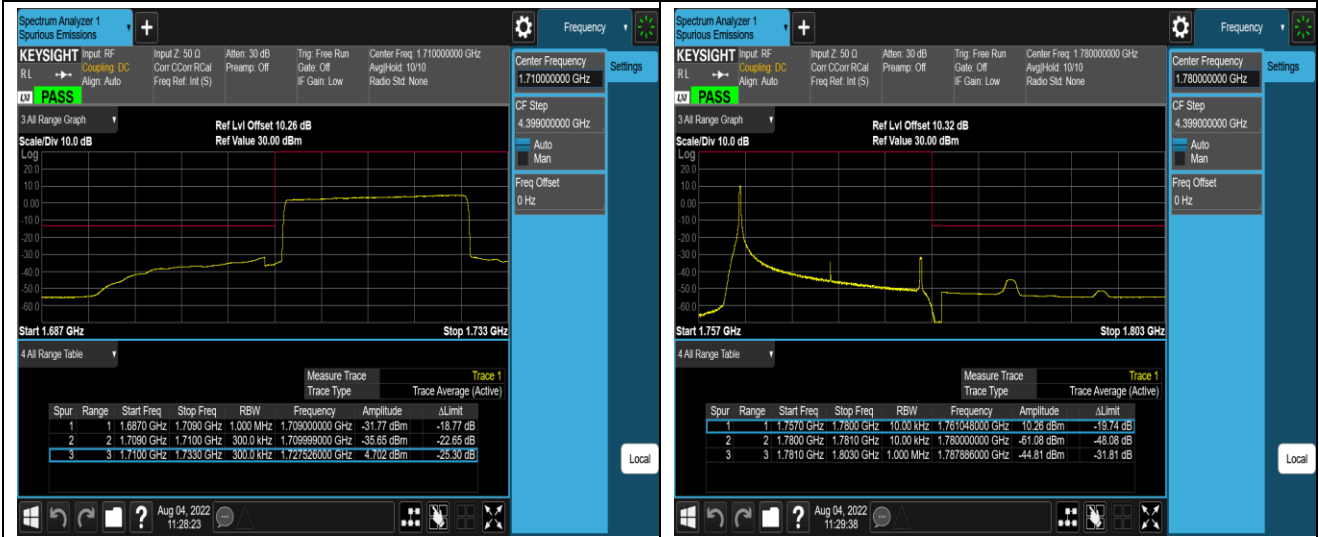 Spectrum Analyzer 1
Spurious Emissions
+
Frequency
KEYSIGHT Input: RF Input Z: 50 Ω Atten: 30 dB Trig: Free Run Center Freq: 1.710000000 GHz
RL Coupling: DC Corr CCorr RCal Preamp: Off Gate: Off Avg|Hold: 10/10
Align: Auto Freq Ref: Int (S) IF Gain: Low Radio Std: None
LXI PASS
Center Frequency
1.710000000 GHz
Settings
CF Step
4.399000000 GHz
Auto
Man
Freq Offset
0 Hz
3 All Range Graph
Ref Lvl Offset 10.26 dB
Scale/Div 10.0 dB Ref Value 30.00 dBm
Log
20.0
10.0
0.00
-10.0
-20.0
-30.0
-40.0
-50.0
-60.0
Start 1.687 GHz Stop 1.733 GHz
4 All Range Table
Measure Trace Trace 1
Trace Type Trace Average (Active)
Spur Range Start Freq Stop Freq RBW Frequency Amplitude ΔLimit
1 1 1.6870 GHz 1.7090 GHz 1.000 MHz 1.709000000 GHz -31.77 dBm -18.77 dB
2 2 1.7090 GHz 1.7100 GHz 300.0 kHz 1.709999000 GHz -35.65 dBm -22.65 dB
3 3 1.7100 GHz 1.7330 GHz 300.0 kHz 1.727526000 GHz 4.702 dBm -25.30 dB
Local
? Aug 04, 2022
11:28:23
Spectrum Analyzer 1
Spurious Emissions
+
Frequency
KEYSIGHT Input: RF Input Z: 50 Ω Atten: 30 dB Trig: Free Run Center Freq: 1.780000000 GHz
RL Coupling: DC Corr CCorr RCal Preamp: Off Gate: Off Avg|Hold: 10/10
Align: Auto Freq Ref: Int (S) IF Gain: Low Radio Std: None
LXI PASS
Center Frequency
1.780000000 GHz
Settings
CF Step
4.399000000 GHz
Auto
Man
Freq Offset
0 Hz
3 All Range Graph
Ref Lvl Offset 10.32 dB
Scale/Div 10.0 dB Ref Value 30.00 dBm
Log
20.0
10.0
0.00
-10.0
-20.0
-30.0
-40.0
-50.0
-60.0
Start 1.757 GHz Stop 1.803 GHz
4 All Range Table
Measure Trace Trace 1
Trace Type Trace Average (Active)
Spur Range Start Freq Stop Freq RBW Frequency Amplitude ΔLimit
1 1 1.7570 GHz 1.7800 GHz 10.00 kHz 1.761048000 GHz 10.26 dBm -19.74 dB
2 2 1.7800 GHz 1.7810 GHz 10.00 kHz 1.780000000 GHz -61.08 dBm -48.08 dB
3 3 1.7810 GHz 1.8030 GHz 1.000 MHz 1.787886000 GHz -44.81 dBm -31.81 dB
Local
? Aug 04, 2022
11:29:38